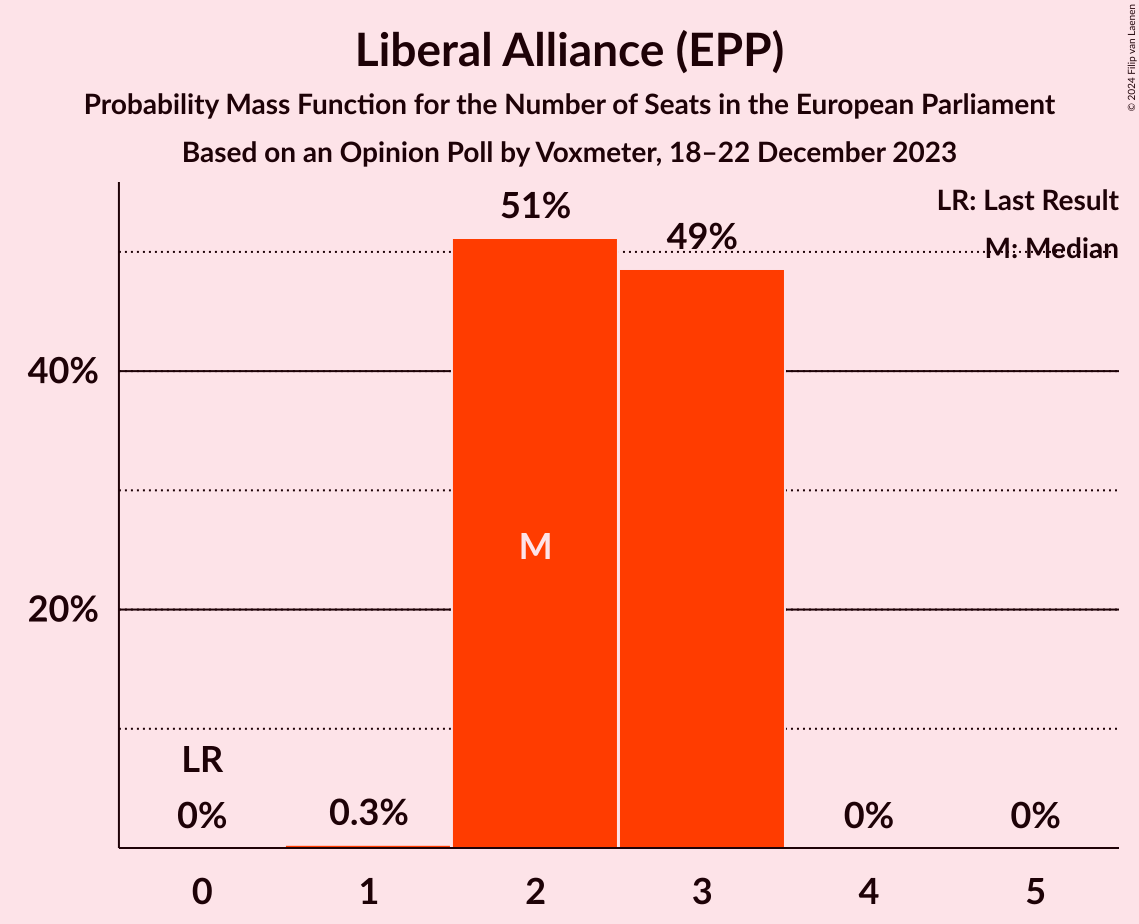 Liberal Alliance (EPP)
Probability Mass Function for the Number of Seats in the European Parliament
Based on an Opinion Poll by Voxmeter, 18–22 December 2023
© 2024 Filip van Laenen
LR: Last Result
M: Median
51%
49%
40%
M
20%
LR
0%
0.3%
0%
0%
0
1
2
3
4
5